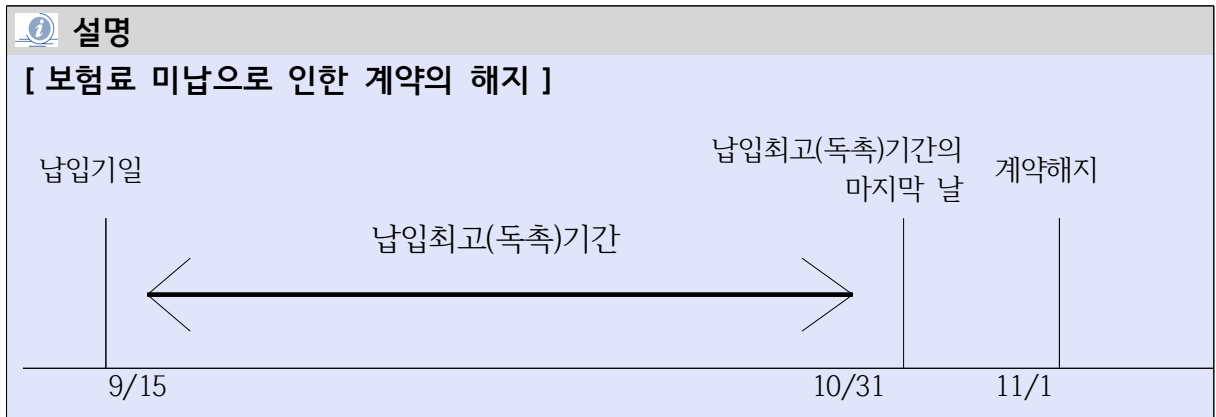 설명
[ 보험료 미납으로 인한 계약의 해지 ]
납입기일
납입최고(독촉)기간의
마지막 날
계약해지
납입최고(독촉)기간
9/15
10/31
11/1